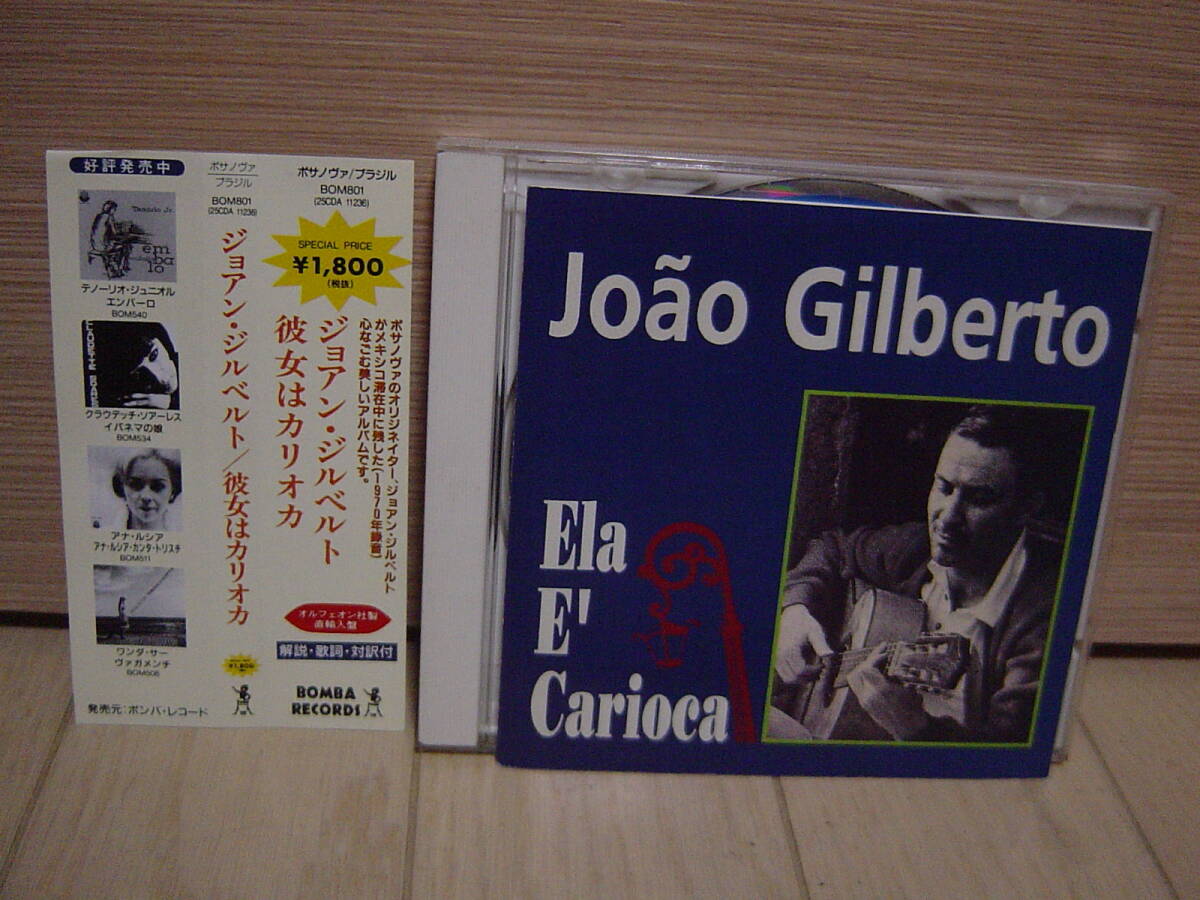 好評発売中
Tenório Jr.
em
ba
lo
テノーリオ・ジュニオル
エンバーロ
BOM540
クラウデッチ・ソアーレス
イパネマの娘
BOM534
アナ・ルシア
アナ・ルシア・カンタ・トリステ
BOM511
ワンダ・サー
ヴァガメンチ
BOM506
発売元:ボンバ・レコード
ボサノヴァ
ブラジル
BOM801
(25CDA 11236)
ジョアン・ジルベルト/彼女はカリオカ
¥1,800
ボサノヴァ/ブラジル
BOM801
(25CDA 11236)
SPECIAL PRICE
¥1,800
(税抜)
ボサノヴァのオリジネイター、ジョアン・ジルベルト
がメキシコ滞在中に残した(1970年録音)
心なごむ美しいアルバムです。
ジョアン・ジルベルト
彼女はカリオカ
オルフェオン社製
直輸入盤
解説・歌詞・対訳付
BOMBA
RECORDS
João Gilberto
Ela
E'
Carioca